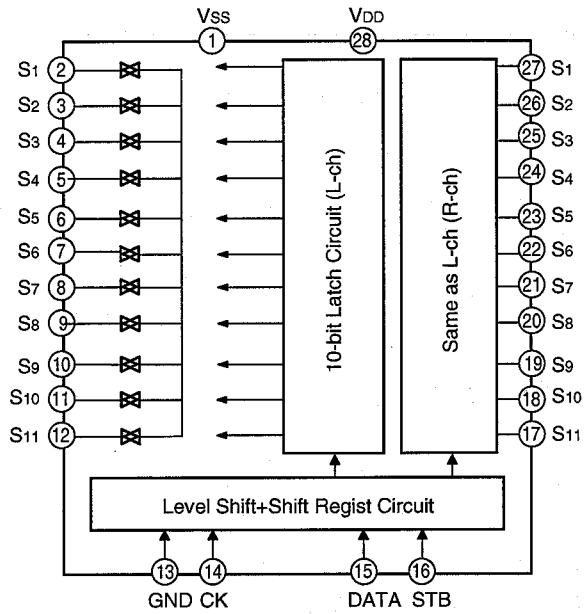 VSS VDD
1 28
S1 2 27 S1
S2 3 26 S2
S3 4 25 S3
S4 5 24 S4
S5 6 23 S5
S6 7 22 S6
S7 8 21 S7
S8 9 20 S8
S9 10 19 S9
S10 11 18 S10
S11 12 17 S11
10-bit Latch Circuit (L-ch)
Same as L-ch (R-ch)
Level Shift+Shift Regist Circuit
13 14 15 16
GND CK DATA STB